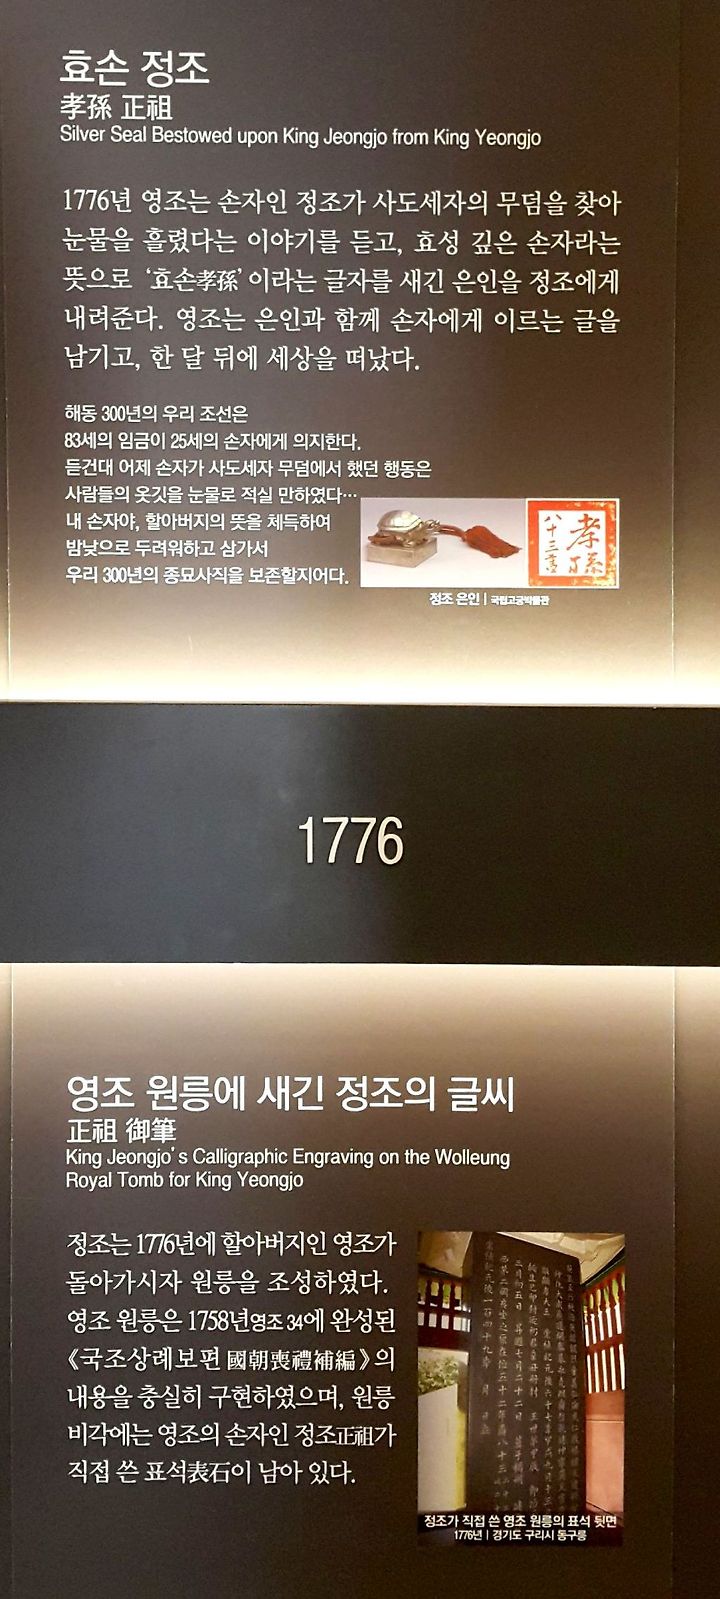 효손 정조
孝孫 正祖
Silver Seal Bestowed upon King Jeongjo from King Yeongjo
1776년 영조는 손자인 정조가 사도세자의 무덤을 찾아
눈물을 흘렸다는 이야기를 듣고, 효성 깊은 손자라는
뜻으로 ‘효손孝孫’이라는 글자를 새긴 은인을 정조에게
내려준다. 영조는 은인과 함께 손자에게 이르는 글을
남기고, 한 달 뒤에 세상을 떠났다.
해동 300년의 우리 조선은
83세의 임금이 25세의 손자에게 의지한다.
듣건대 어제 손자가 사도세자 무덤에서 했던 행동은
사람들의 옷깃을 눈물로 적실 만하였다…
내 손자야, 할아버지의 뜻을 체득하여
밤낮으로 두려워하고 삼가서
우리 300년의 종묘사직을 보존할지어다.
孝孫
八十三書
정조 은인 | 국립고궁박물관
1776
영조 원릉에 새긴 정조의 글씨
正祖 御筆
King Jeongjo's Calligraphic Engraving on the Wolleung
Royal Tomb for King Yeongjo
정조는 1776년에 할아버지인 영조가
돌아가시자 원릉을 조성하였다.
영조 원릉은 1758년영조 34에 완성된
《국조상례보편 國朝喪禮補編》의
내용을 충실히 구현하였으며, 원릉
비각에는 영조의 손자인 정조正祖가
직접 쓴 표석表石이 남아 있다.
정조가 직접 쓴 영조 원릉의 표석 뒷면
1776년 | 경기도 구리시 동구릉